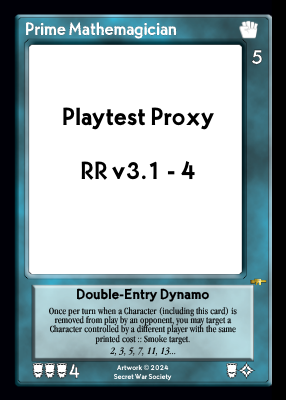 Prime Mathemagician
5
Playtest Proxy
RR v3.1 - 4
Double-Entry Dynamo
Once per turn when a Character (including this card) is
removed from play by an opponent, you may target a
Character controlled by a different player with the same
printed cost :: Smoke target.
2, 3, 5, 7, 11, 13...
4
Artwork © 2024
Secret War Society